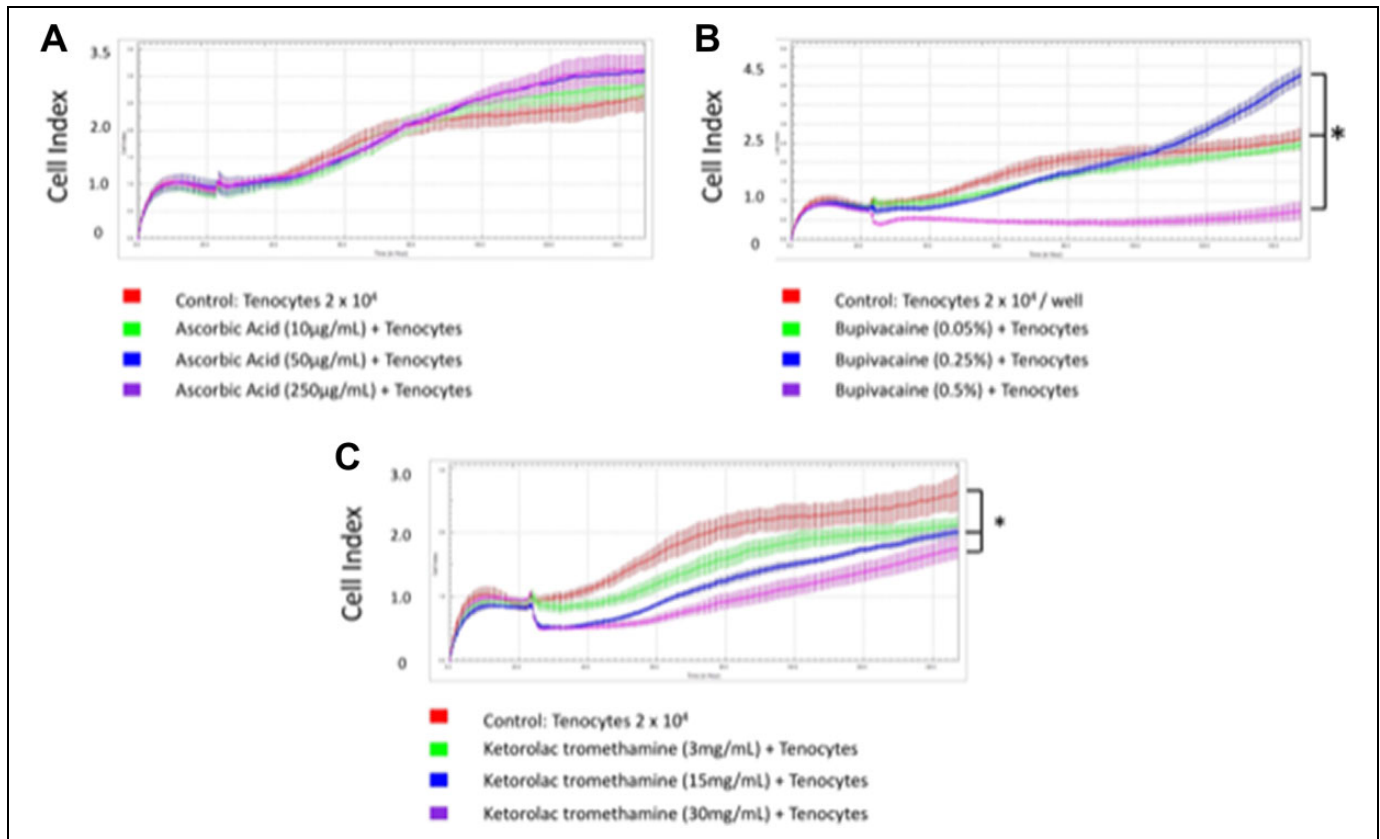 A
3.5
2.0
1.0
0
Cell Index
Control: Tenocytes 2 x 10⁴
Ascorbic Acid (10µg/mL) + Tenocytes
Ascorbic Acid (50µg/mL) + Tenocytes
Ascorbic Acid (250µg/mL) + Tenocytes
B
4.5
2.5
1.0
0
Cell Index
*
Control: Tenocytes 2 x 10⁴ / well
Bupivacaine (0.05%) + Tenocytes
Bupivacaine (0.25%) + Tenocytes
Bupivacaine (0.5%) + Tenocytes
C
3.0
2.0
1.0
0
Cell Index
*
Control: Tenocytes 2 x 10⁴
Ketorolac tromethamine (3mg/mL) + Tenocytes
Ketorolac tromethamine (15mg/mL) + Tenocytes
Ketorolac tromethamine (30mg/mL) + Tenocytes